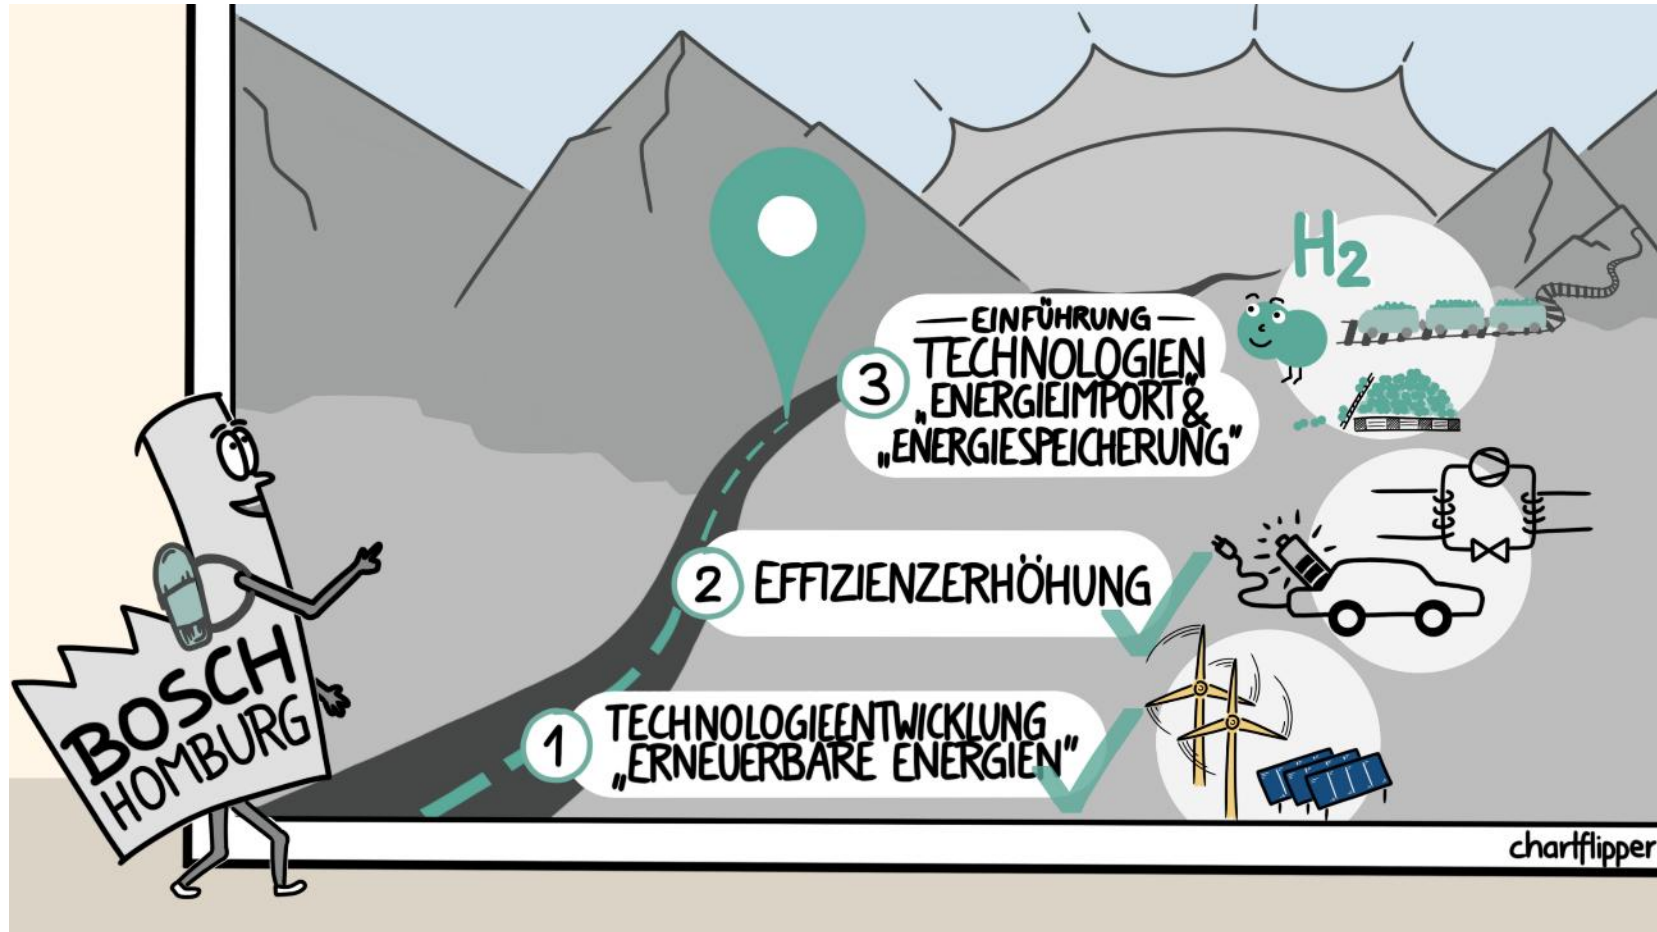 H2
— EINFÜHRUNG —
3 TECHNOLOGIEN
„ENERGIEIMPORT“ &
„ENERGIESPEICHERUNG“
2 EFFIZIENZERHÖHUNG
1 TECHNOLOGIEENTWICKLUNG
„ERNEUERBARE ENERGIEN“
BOSCH
HOMBURG
chartflipper